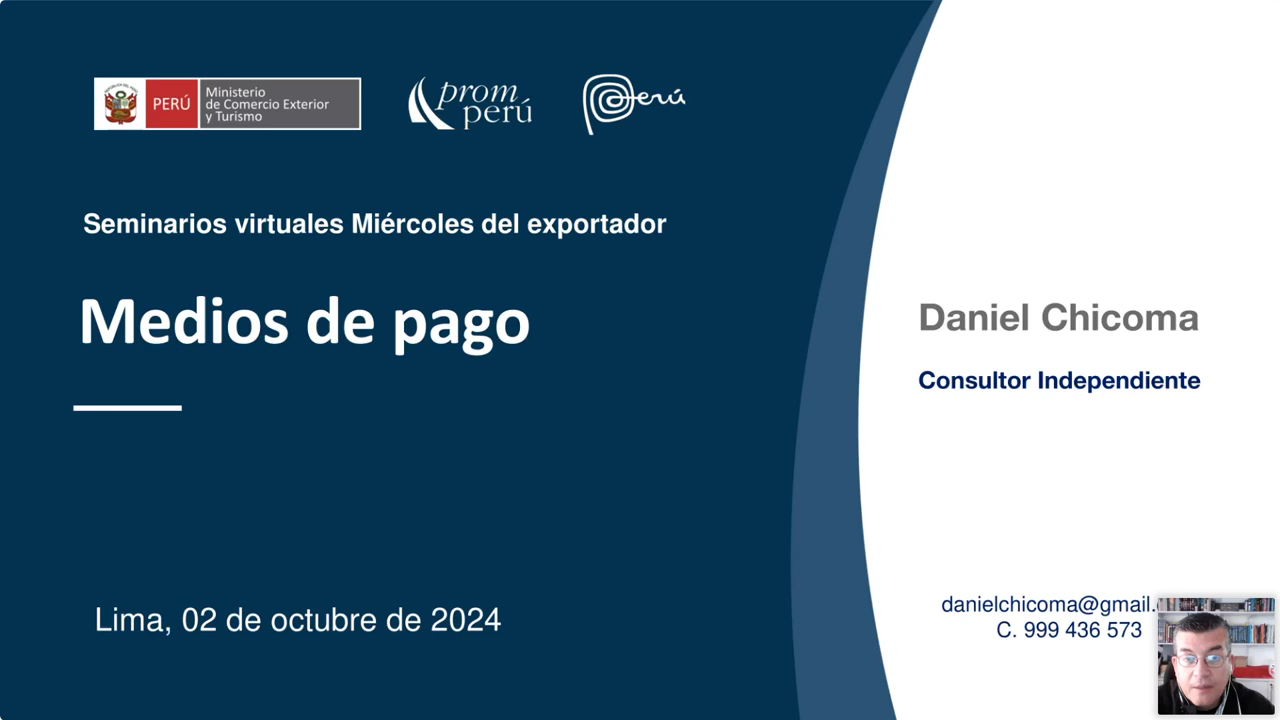 PERÚ
Ministerio
de Comercio Exterior
y Turismo
prom
perú
Perú
Seminarios virtuales Miércoles del exportador
Medios de pago
Daniel Chicoma
Consultor Independiente
Lima, 02 de octubre de 2024
danielchicoma@gmail.
C. 999 436 573